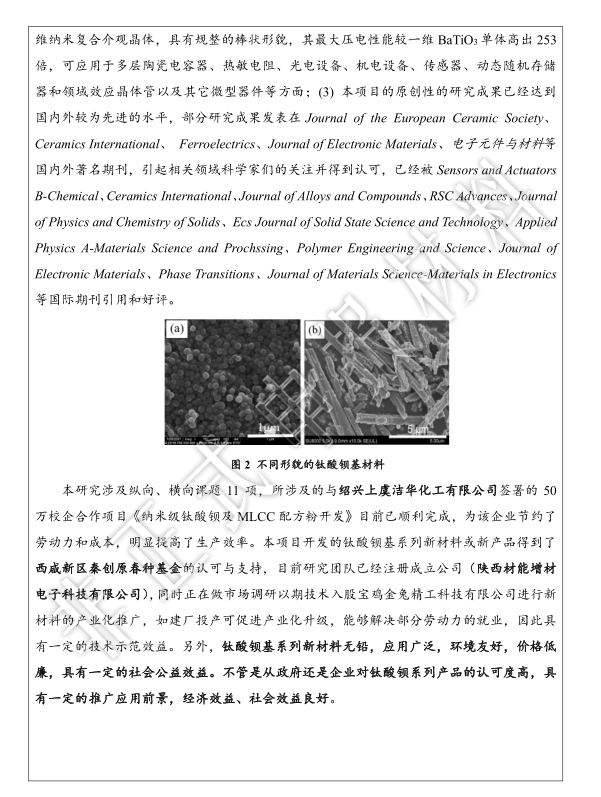 维纳米复合介观晶体，具有规整的棒状形貌，其最大压电性能较一维 BaTiO3 单体高出 253
倍，可应用于多层陶瓷电容器、热敏电阻、光电设备、机电设备、传感器、动态随机存储
器和领域效应晶体管以及其它微型器件等方面；(3) 本项目的原创性的研究成果已经达到
国内外较为先进的水平，部分研究成果发表在 Journal of the European Ceramic Society、
Ceramics International、 Ferroelectrics、Journal of Electronic Materials、电子元件与材料等
国内外著名期刊，引起相关领域科学家们的关注并得到认可，已经被 Sensors and Actuators
B-Chemical、Ceramics International、Journal of Alloys and Compounds、RSC Advances、Journal
of Physics and Chemistry of Solids、Ecs Journal of Solid State Science and Technology、Applied
Physics A-Materials Science and Prochssing、Polymer Engineering and Science、Journal of
Electronic Materials、Phase Transitions、Journal of Materials Science-Materials in Electronics
等国际期刊引用和好评。
(a)
(b)
1μm
5 μm
5.00um
图 2 不同形貌的钛酸钡基材料
本研究涉及纵向、横向课题 11 项，所涉及的与绍兴上虞洁华化工有限公司签署的 50
万校企合作项目《纳米级钛酸钡及 MLCC 配方粉开发》目前已顺利完成，为该企业节约了
劳动力和成本，明显提高了生产效率。本项目开发的钛酸钡基系列新材料或新产品得到了
西咸新区秦创原春种基金的认可与支持，目前研究团队已经注册成立公司（陕西材能增材
电子科技有限公司），同时正在做市场调研以期技术入股宝鸡金兔精工科技有限公司进行新
材料的产业化推广，如建厂投产可促进产业化升级，能够解决部分劳动力的就业，因此具
有一定的技术示范效益。另外，钛酸钡基系列新材料无铅，应用广泛，环境友好，价格低
廉，具有一定的社会公益效益。不管是从政府还是企业对钛酸钡系列产品的认可度高，具
有一定的推广应用前景，经济效益、社会效益良好。